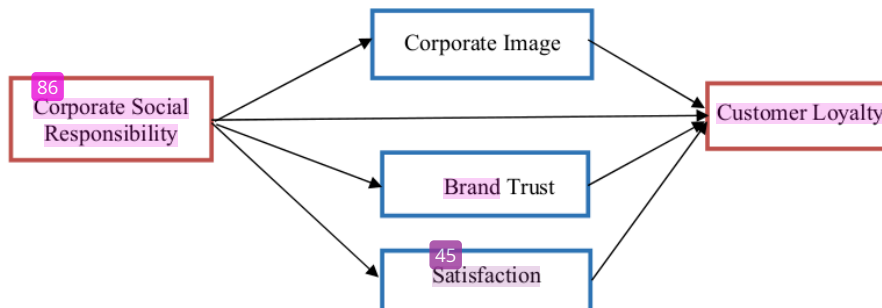 Corporate Image
86
Corporate Social
Responsibility
Customer Loyalty
Brand Trust
45
Satisfaction